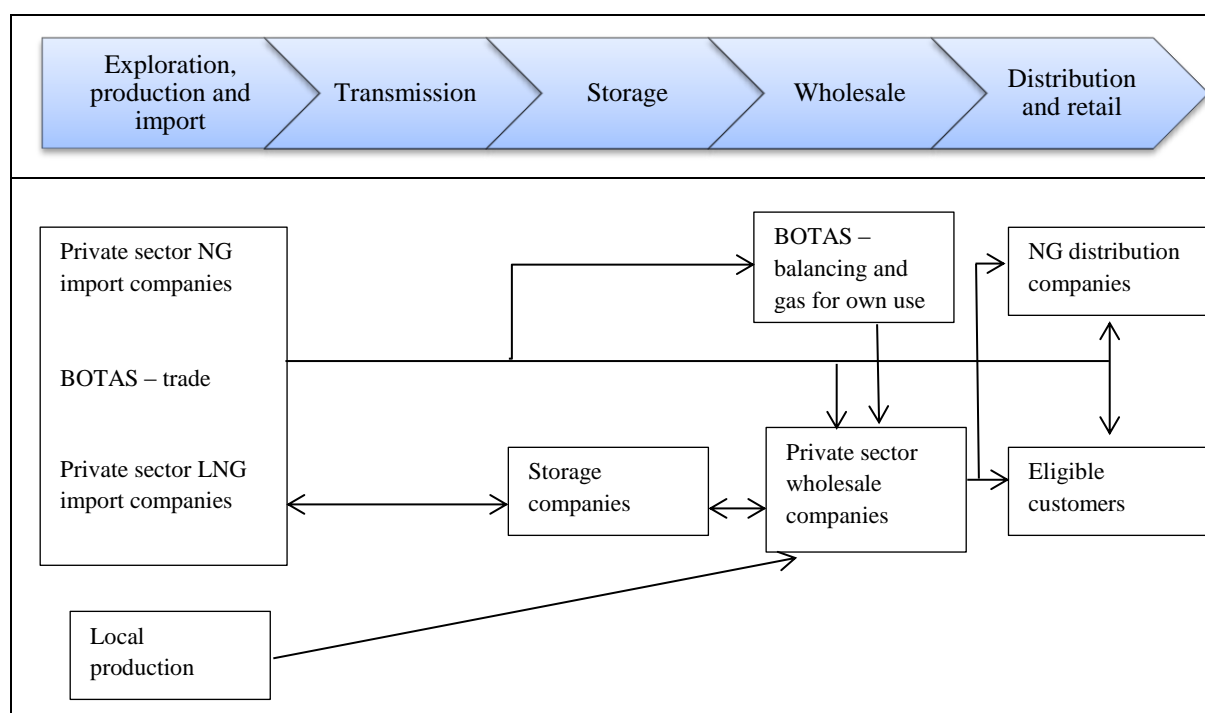 Exploration,
production and
import
Transmission
Storage
Wholesale
Distribution
and retail
Private sector NG
import companies
BOTAS – trade
Private sector LNG
import companies
Local
production
Storage
companies
BOTAS –
balancing and
gas for own use
Private sector
wholesale
companies
NG distribution
companies
Eligible
customers